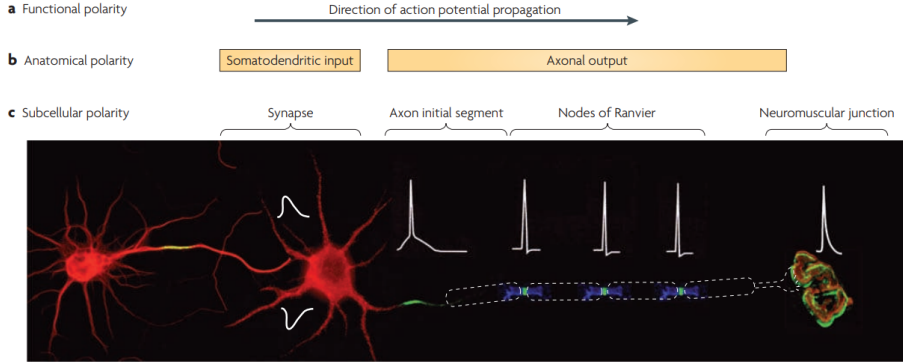 a Functional polarity Direction of action potential propagation
b Anatomical polarity Somatodendritic input Axonal output
c Subcellular polarity Synapse Axon initial segment Nodes of Ranvier Neuromuscular junction